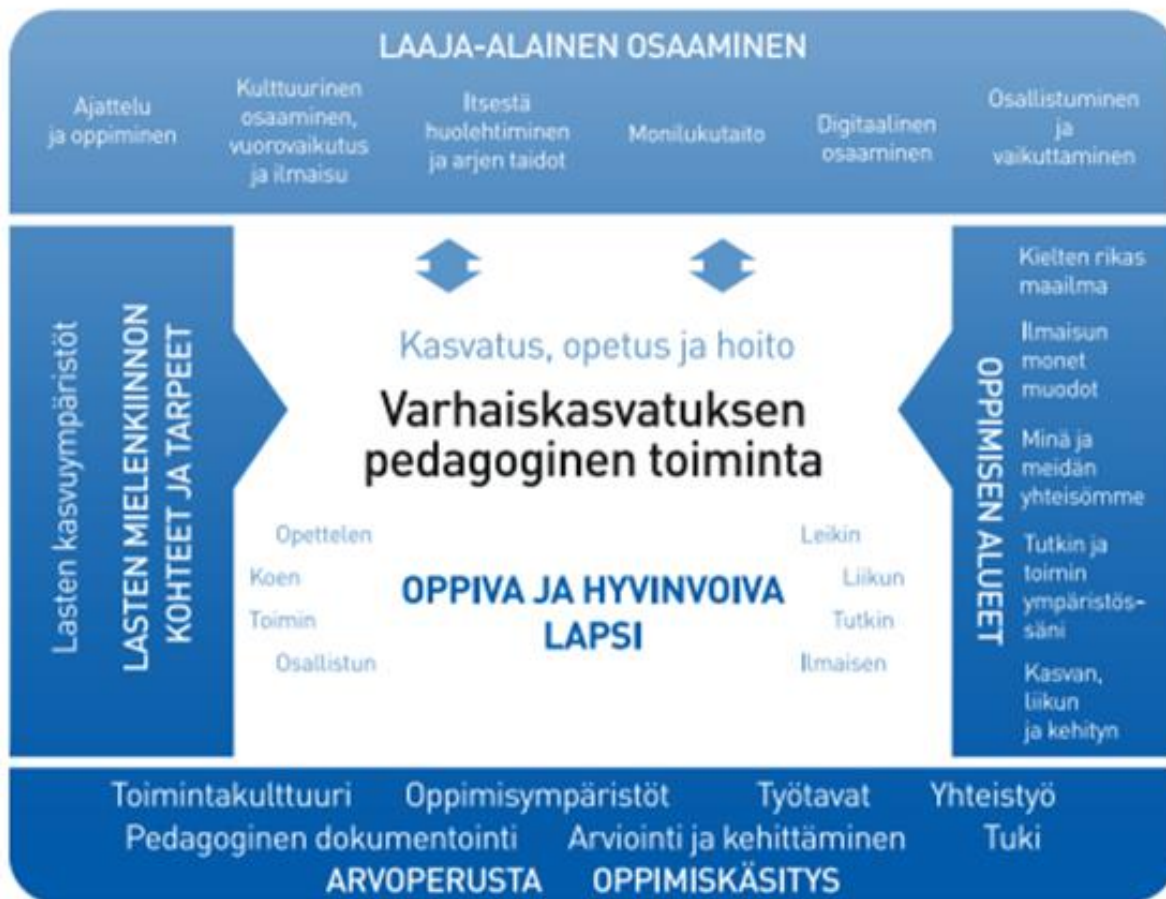 LAAJA-ALAINEN OSAAMINEN
Ajattelu
ja oppiminen
Kulttuurinen
osaaminen,
vuorovaikutus
ja ilmaisu
Itsestä
huolehtiminen
ja arjen taidot
Monilukutaito
Digitaalinen
osaaminen
Osallistuminen
ja
vaikuttaminen
Lasten kasvuympäristöt
LASTEN MIELENKIINNON
KOHTEET JA TARPEET
Kasvatus, opetus ja hoito
Varhaiskasvatuksen
pedagoginen toiminta
Opettelen
Koen
Toimin
Osallistun
OPPIVA JA HYVINVOIVA
LAPSI
Leikin
Liikun
Tutkin
Ilmaisen
OPPIMISEN ALUEET
Kielten rikas
maailma
Ilmaisun
monet
muodot
Minä ja
meidän
yhteisömme
Tutkin ja
toimin
ympäristös-
säni
Kasvan,
liikun
ja kehityn
Toimintakulttuuri Oppimisympäristöt Työtavat Yhteistyö
Pedagoginen dokumentointi Arviointi ja kehittäminen Tuki
ARVOPERUSTA OPPIMISKÄSITYS